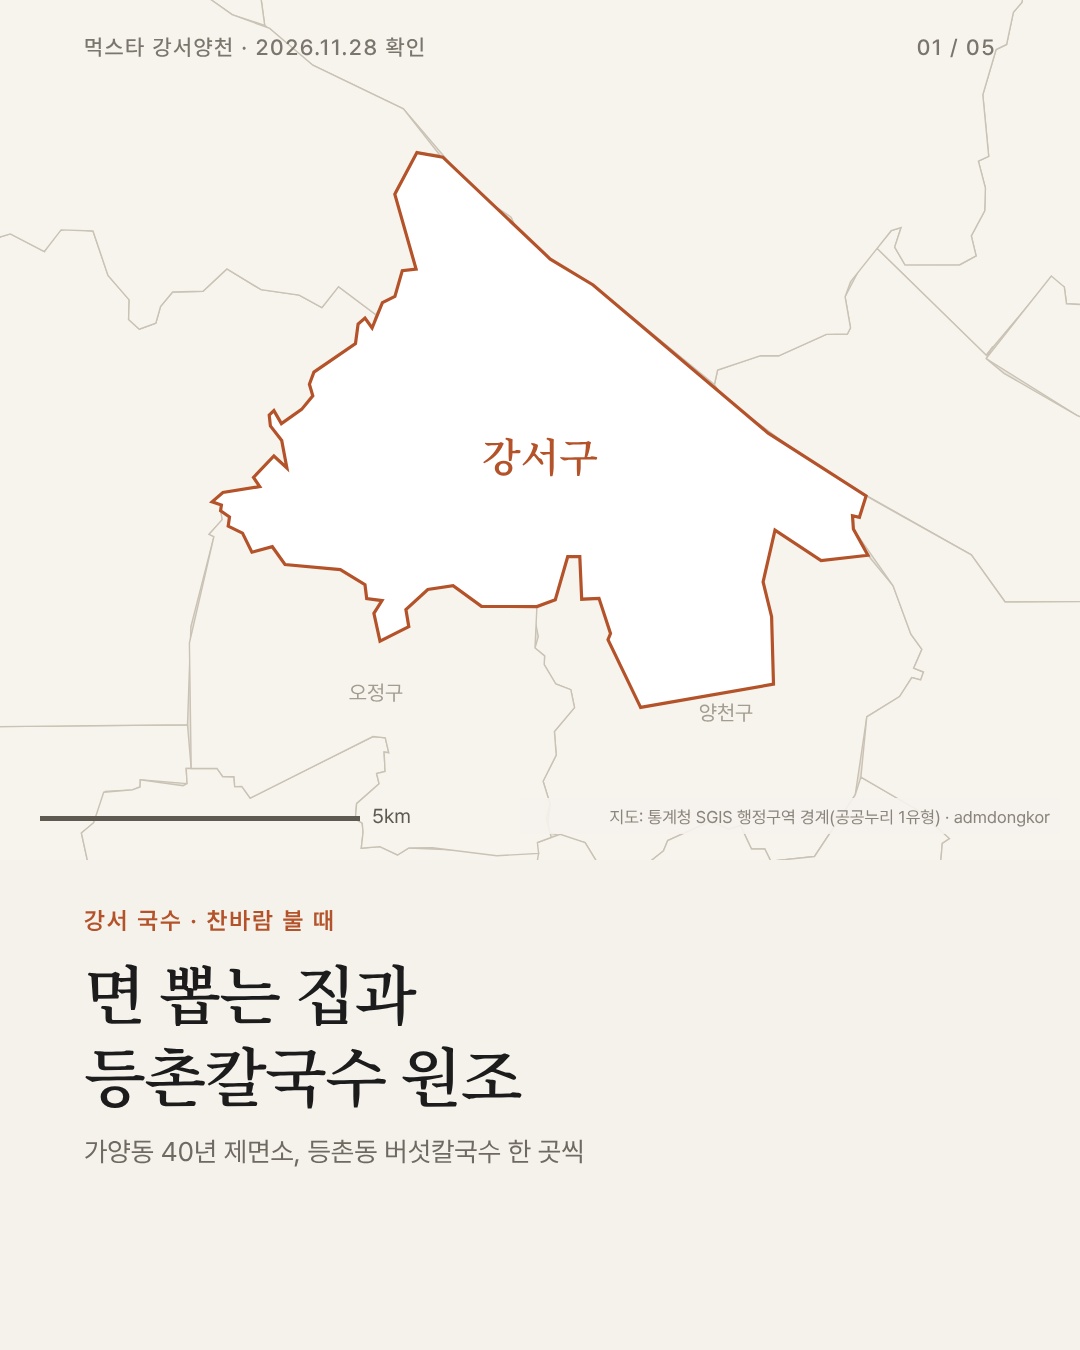 먹스타 강서양천 · 2026.11.28 확인
01 / 05
강서구
오정구
양천구
5km
지도: 통계청 SGIS 행정구역 경계(공공누리 1유형) · admdongkor
강서 국수 · 찬바람 불 때
면 뽑는 집과
등촌칼국수 원조
가양동 40년 제면소, 등촌동 버섯칼국수 한 곳씩